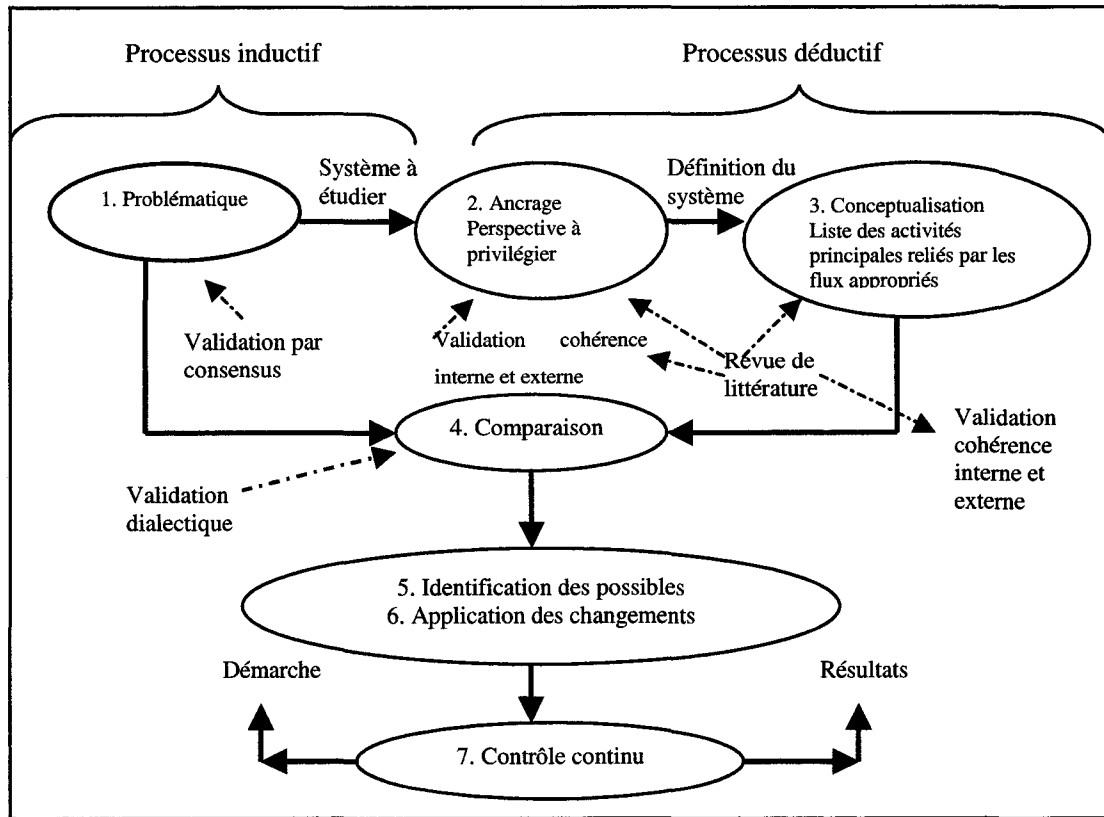 Processus inductif
Processus déductif
Système à
étudier
Définition du
système
1. Problématique
2. Ancrage
Perspective à
privilégier
3. Conceptualisation
Liste des activités
principales reliés par les
flux appropriés
Validation par
consensus
Validation cohérence
interne et externe
Revue de
littérature
4. Comparaison
Validation
cohérence
interne et
externe
Validation
dialectique
5. Identification des possibles
6. Application des changements
Démarche
Résultats
7. Contrôle continu